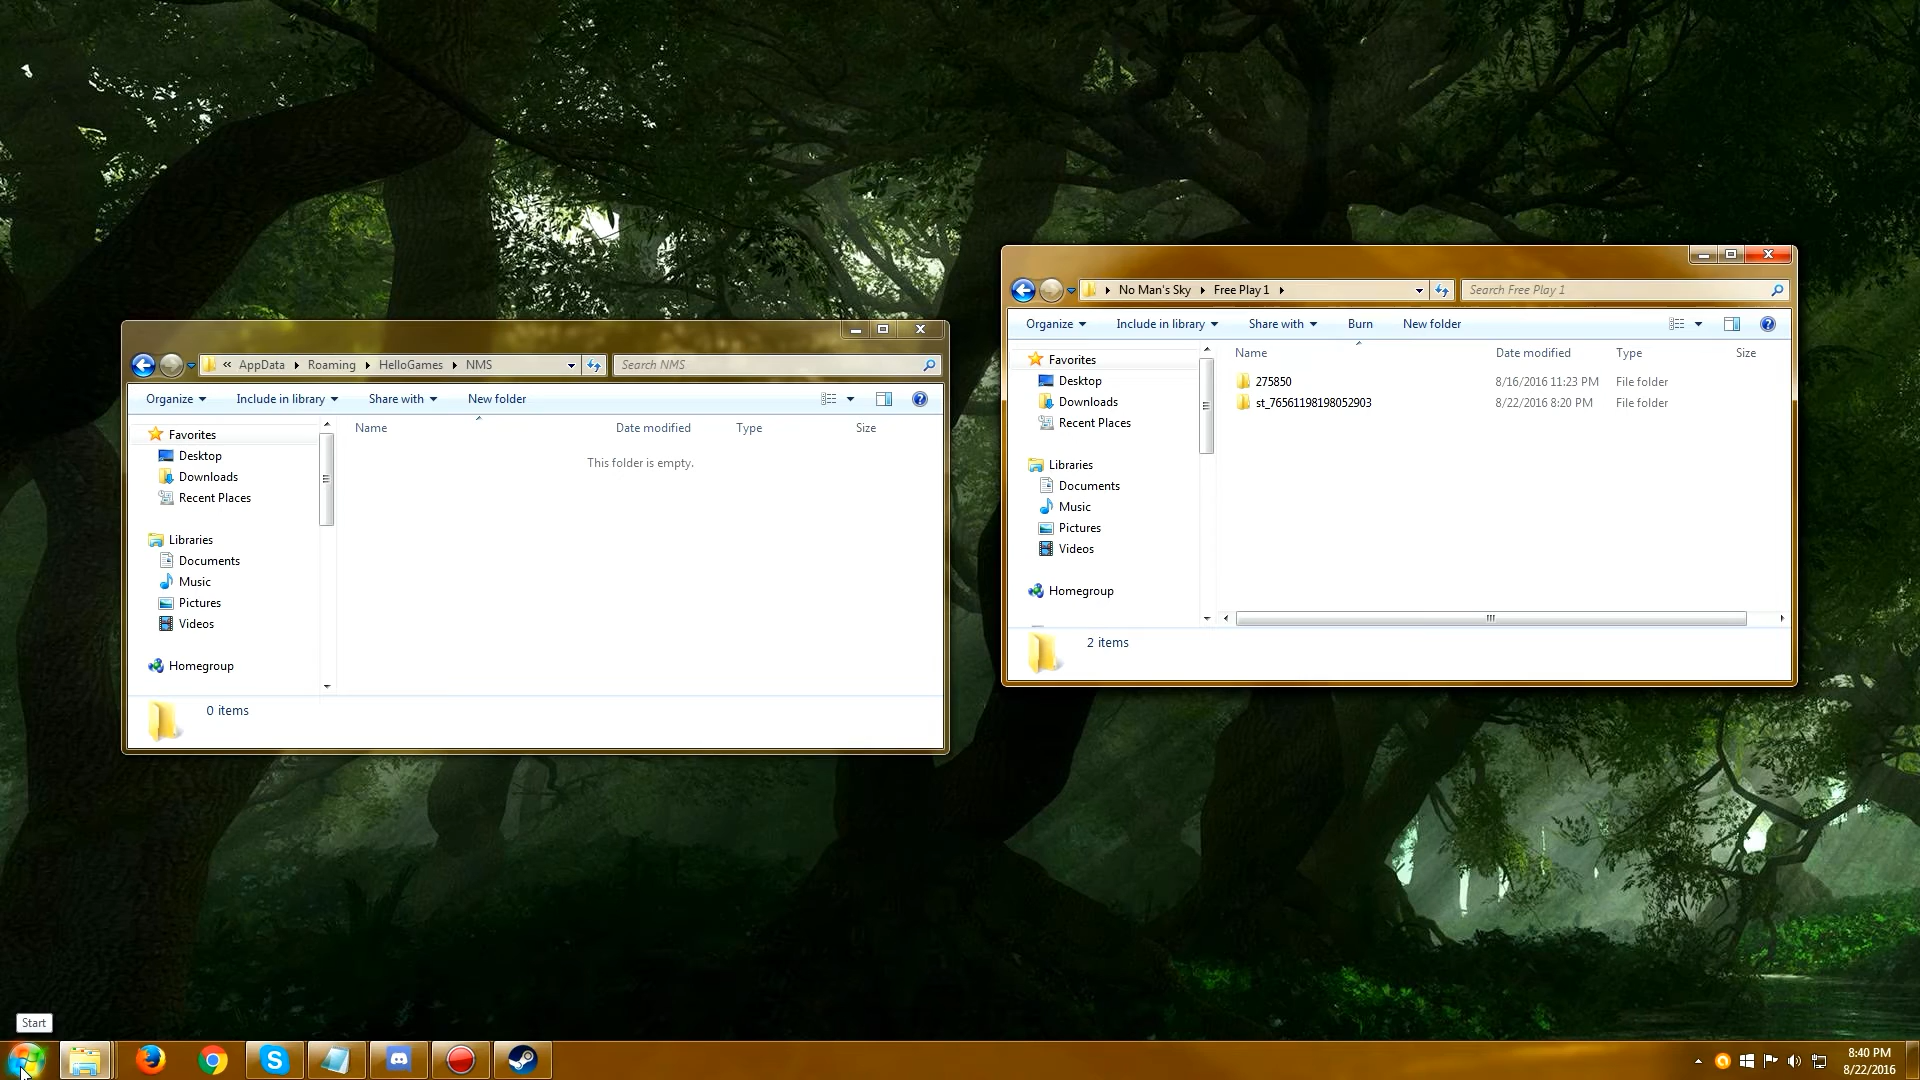 AppData Roaming HelloGames NMS
Search NMS
Organize Include in library Share with New folder
Name Date modified Type Size
This folder is empty.
Favorites
Desktop
Downloads
Recent Places
Libraries
Documents
Music
Pictures
Videos
Homegroup
0 items
No Man's Sky Free Play 1
Search Free Play 1
Organize Include in library Share with Burn New folder
Name Date modified Type Size
275850 8/16/2016 11:23 PM File folder
st_76561198198052903 8/22/2016 8:20 PM File folder
Favorites
Desktop
Downloads
Recent Places
Libraries
Documents
Music
Pictures
Videos
Homegroup
2 items
Start
8:40 PM
8/22/2016